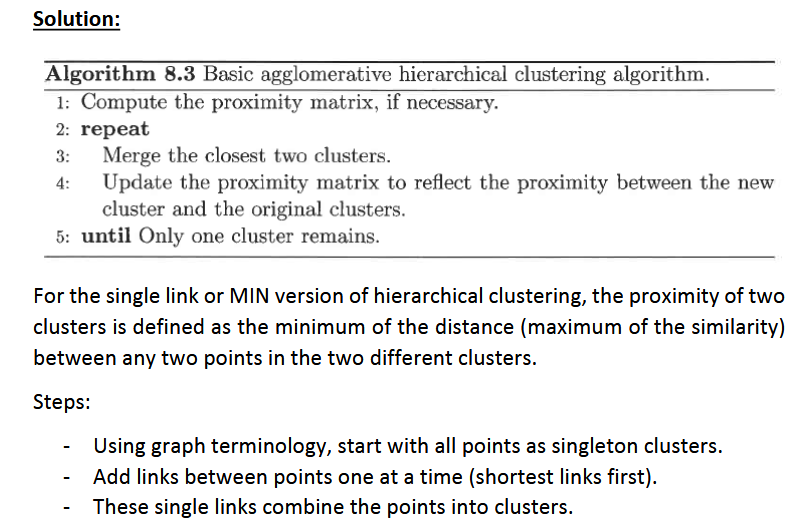 Solution:
Algorithm 8.3 Basic agglomerative hierarchical clustering algorithm.
1: Compute the proximity matrix, if necessary.
2: repeat
3: Merge the closest two clusters.
4: Update the proximity matrix to reflect the proximity between the new
cluster and the original clusters.
5: until Only one cluster remains.
For the single link or MIN version of hierarchical clustering, the proximity of two
clusters is defined as the minimum of the distance (maximum of the similarity)
between any two points in the two different clusters.
Steps:
- Using graph terminology, start with all points as singleton clusters.
- Add links between points one at a time (shortest links first).
- These single links combine the points into clusters.